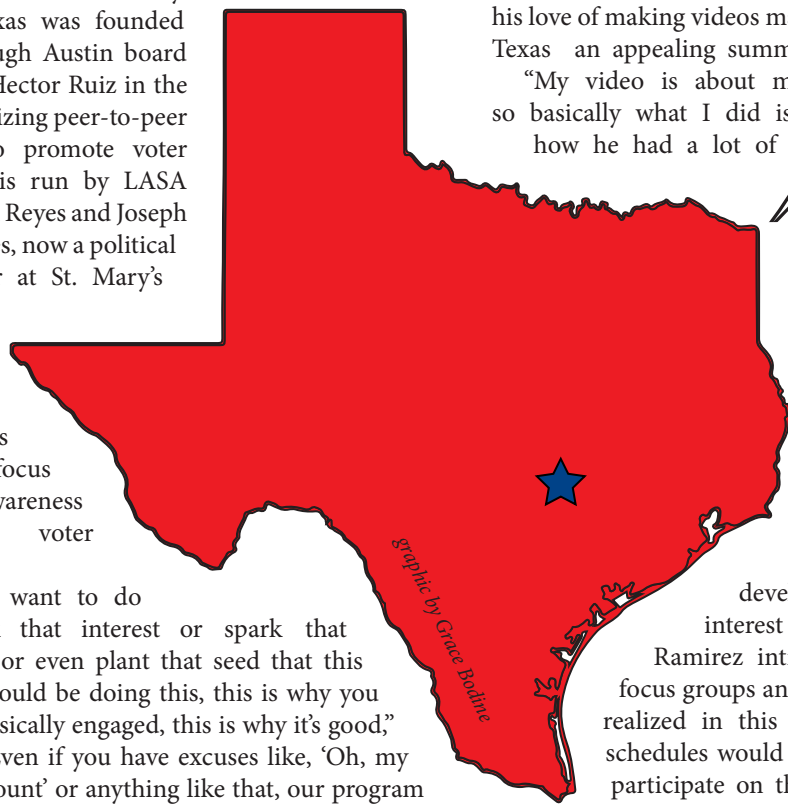 xas was founded
ugh Austin board
Hector Ruiz in the
izing peer-to-peer
promote voter
is run by LASA
Reyes and Joseph
s, now a political
at St. Mary's
s
focus
wareness
voter
want to do
that interest or spark that
or even plant that seed that this
ould be doing this, this is why you
sically engaged, this is why it's good,”
ven if you have excuses like, ‘Oh, my
ount’ or anything like that, our program
graphic by Grace Bodine
his love of making videos m
Texas an appealing summ
“My video is about m
so basically what I did is
how he had a lot of
deve
interest
Ramirez int
focus groups an
realized in this
schedules would
participate on th